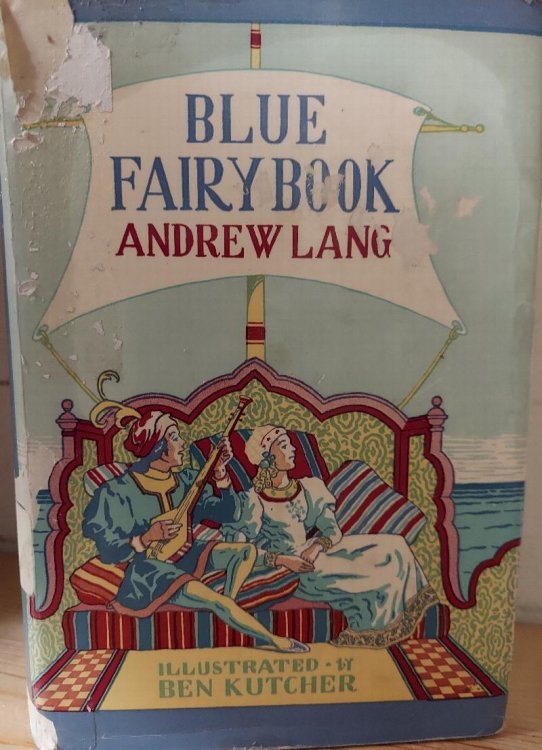 BLUE
FAIRY BOOK
ANDREW LANG
ILLUSTRATED · by
BEN KUTCHER